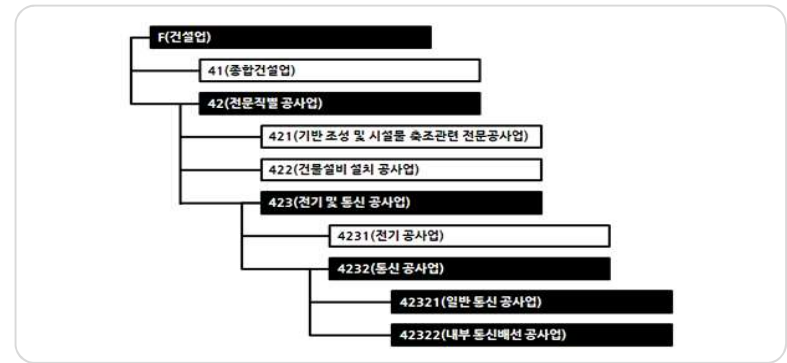 F(건설업)
41(종합건설업)
42(전문직별 공사업)
421(기반 조성 및 시설물 축조관련 전문공사업)
422(건물설비 설치 공사업)
423(전기 및 통신 공사업)
4231(전기 공사업)
4232(통신 공사업)
42321(일반 통신 공사업)
42322(내부 통신배선 공사업)